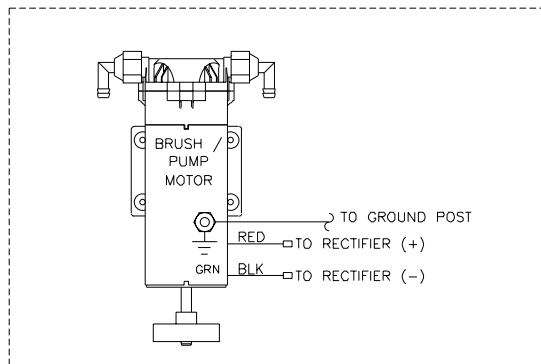 BRUSH /
PUMP
MOTOR
TO GROUND POST
RED TO RECTIFIER (+)
GRN BLK TO RECTIFIER (-)